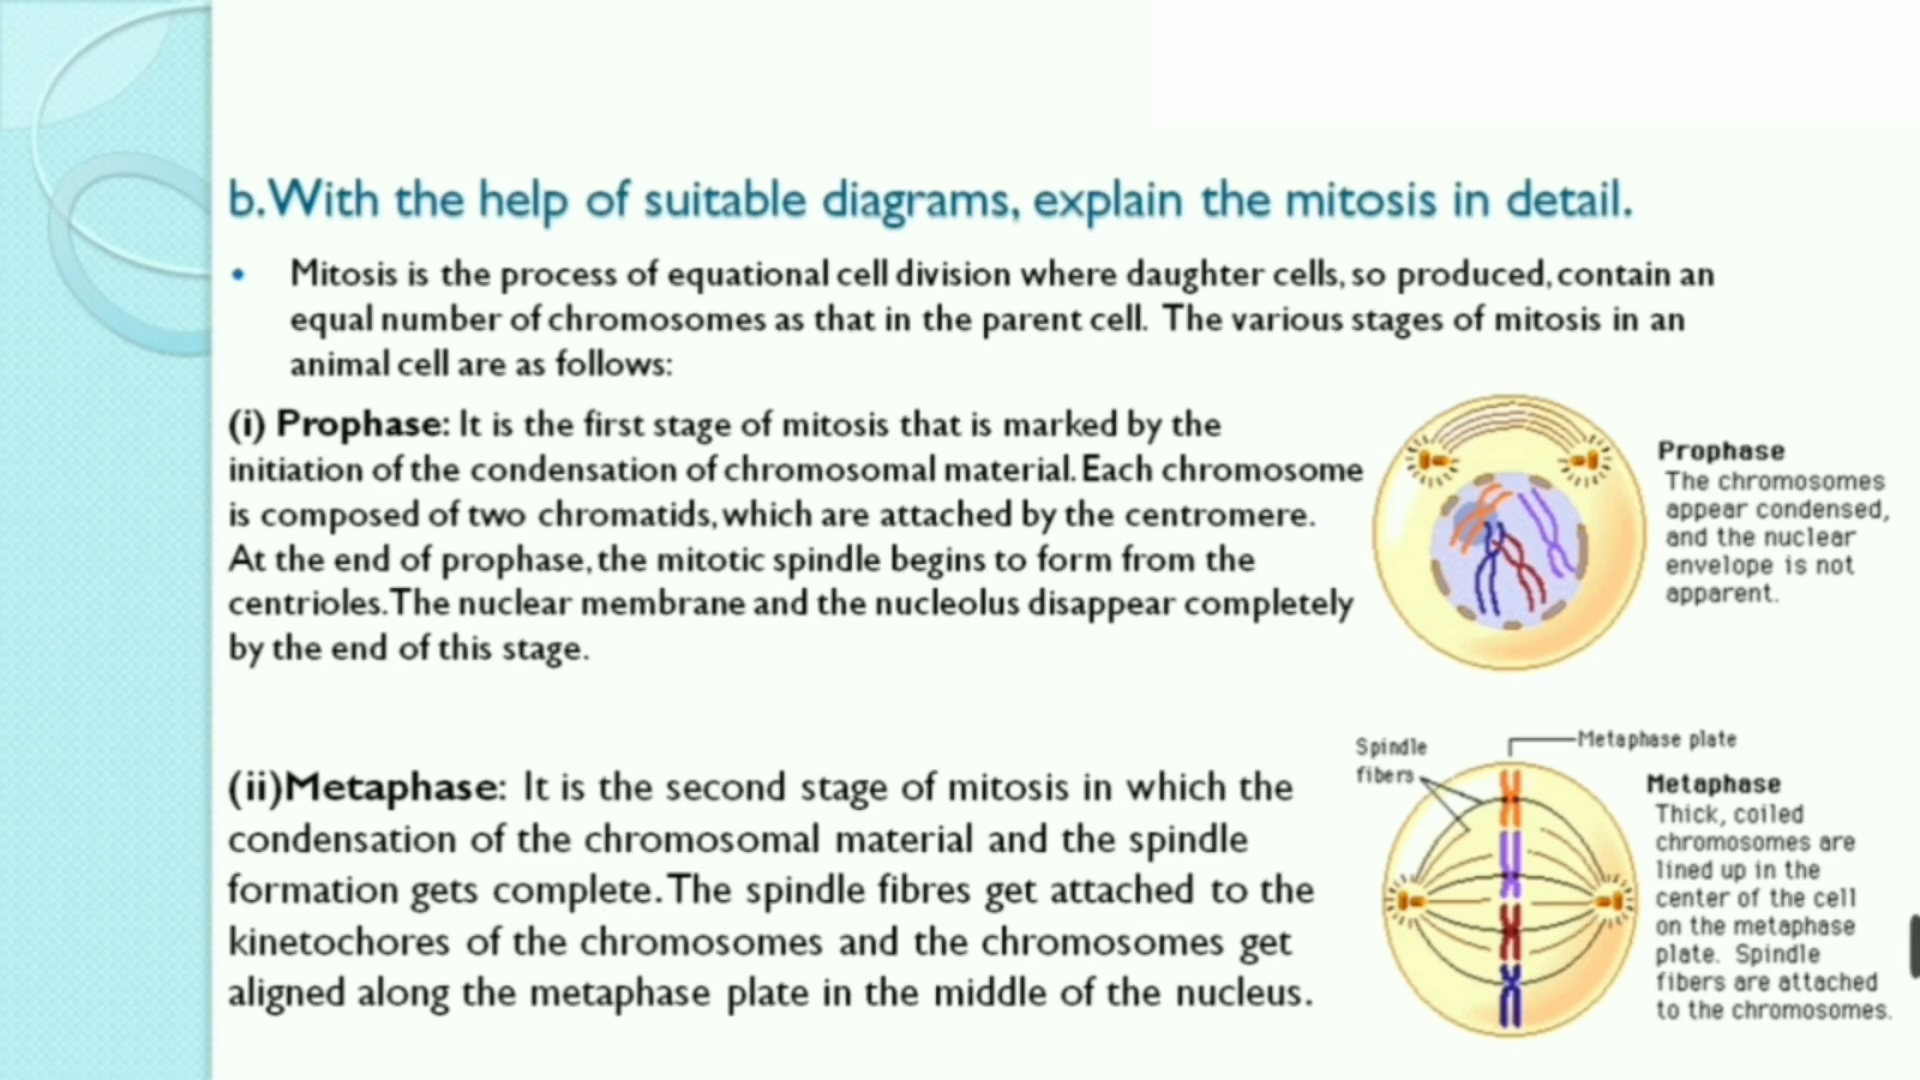 b.With the help of suitable diagrams, explain the mitosis in detail.
• Mitosis is the process of equational cell division where daughter cells, so produced, contain an
equal number of chromosomes as that in the parent cell. The various stages of mitosis in an
animal cell are as follows:
(i) Prophase: It is the first stage of mitosis that is marked by the
initiation of the condensation of chromosomal material. Each chromosome
is composed of two chromatids, which are attached by the centromere.
At the end of prophase, the mitotic spindle begins to form from the
centrioles. The nuclear membrane and the nucleolus disappear completely
by the end of this stage.
Prophase
The chromosomes
appear condensed,
and the nuclear
envelope is not
apparent.
(ii)Metaphase: It is the second stage of mitosis in which the
condensation of the chromosomal material and the spindle
formation gets complete. The spindle fibres get attached to the
kinetochores of the chromosomes and the chromosomes get
aligned along the metaphase plate in the middle of the nucleus.
Spindle
fibers
Metaphase plate
Metaphase
Thick, coiled
chromosomes are
lined up in the
center of the cell
on the metaphase
plate. Spindle
fibers are attached
to the chromosomes.